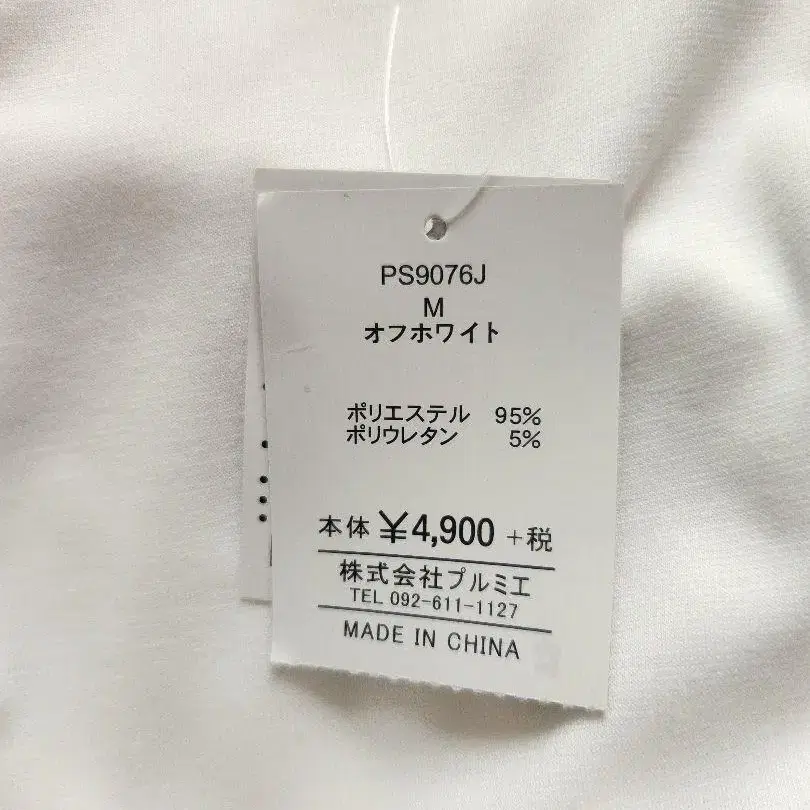 PS9076J
M
オフホワイト
ポリエステル 95%
ポリウレタン 5%
本体 ¥4,900 +税
株式会社プルミエ
TEL 092-611-1127
MADE IN CHINA